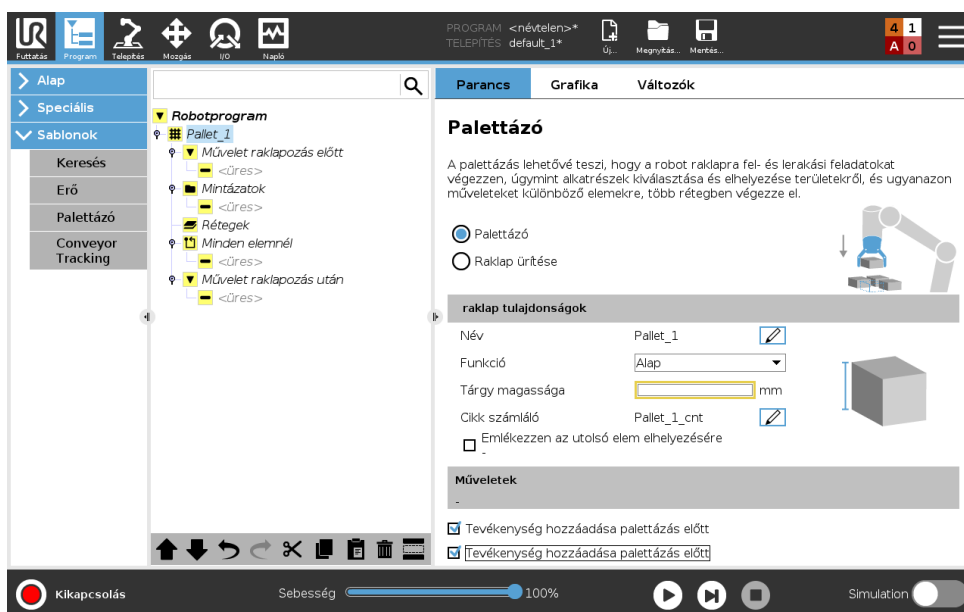 UR
Futtatás
Program
Telepítés
Mozgás
I/O
Napló
PROGRAM <névtelen>*
TELEPÍTÉS default_1*
Új...
Megnyitás...
Mentés...
4 1
A 0
Alap
Speciális
Sablonok
Keresés
Erő
Palettázó
Conveyor
Tracking
Robotprogram
Pallet_1
Művelet raklapozás előtt
<üres>
Mintázatok
<üres>
Rétegek
Minden elemnél
<üres>
Művelet raklapozás után
<üres>
Parancs Grafika Változók
Palettázó
A palettázás lehetővé teszi, hogy a robot raklapra fel- és lerakási feladatokat
végezzen, úgymint alkatrészek kiválasztása és elhelyezése területekről, és ugyanazon
műveleteket különböző elemekre, több rétegben végezze el.
Palettázó
Raklap ürítése
raklap tulajdonságok
Név Pallet_1
Funkció Alap
Tárgy magassága mm
Cikk számláló Pallet_1_cnt
Emlékezzen az utolsó elem elhelyezésére
-
Műveletek
-
Tevékenység hozzáadása palettázás előtt
Tevékenység hozzáadása palettázás előtt
Kikapcsolás
Sebesség 100%
Simulation